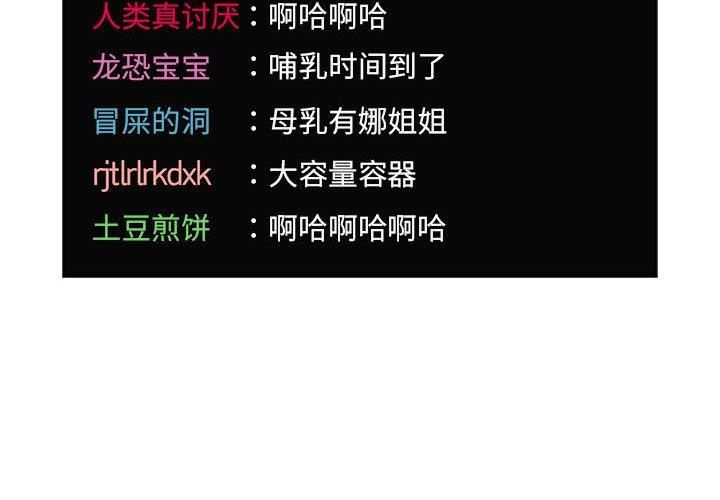 人类真讨厌：啊哈啊哈
龙恐宝宝：哺乳时间到了
冒屎的洞：母乳有娜姐姐
rjtlrlrkdxk：大容量容器
土豆煎饼：啊哈啊哈啊哈